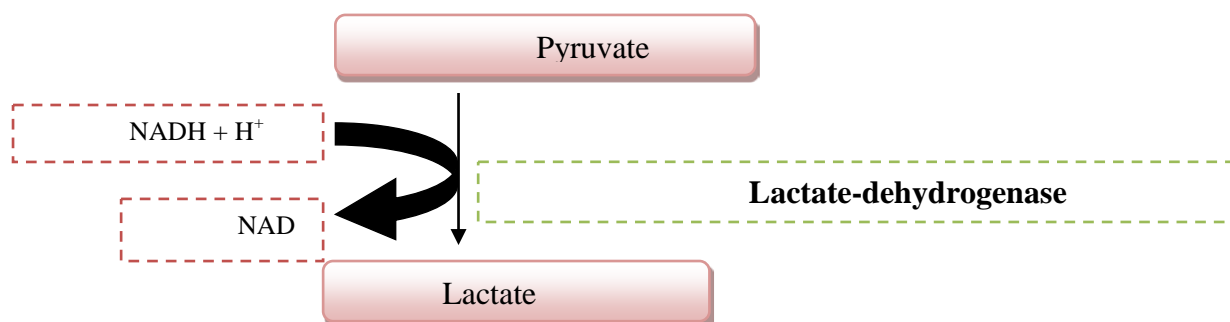 Pyruvate
NADH + H⁺
Lactate-dehydrogenase
NAD
Lactate